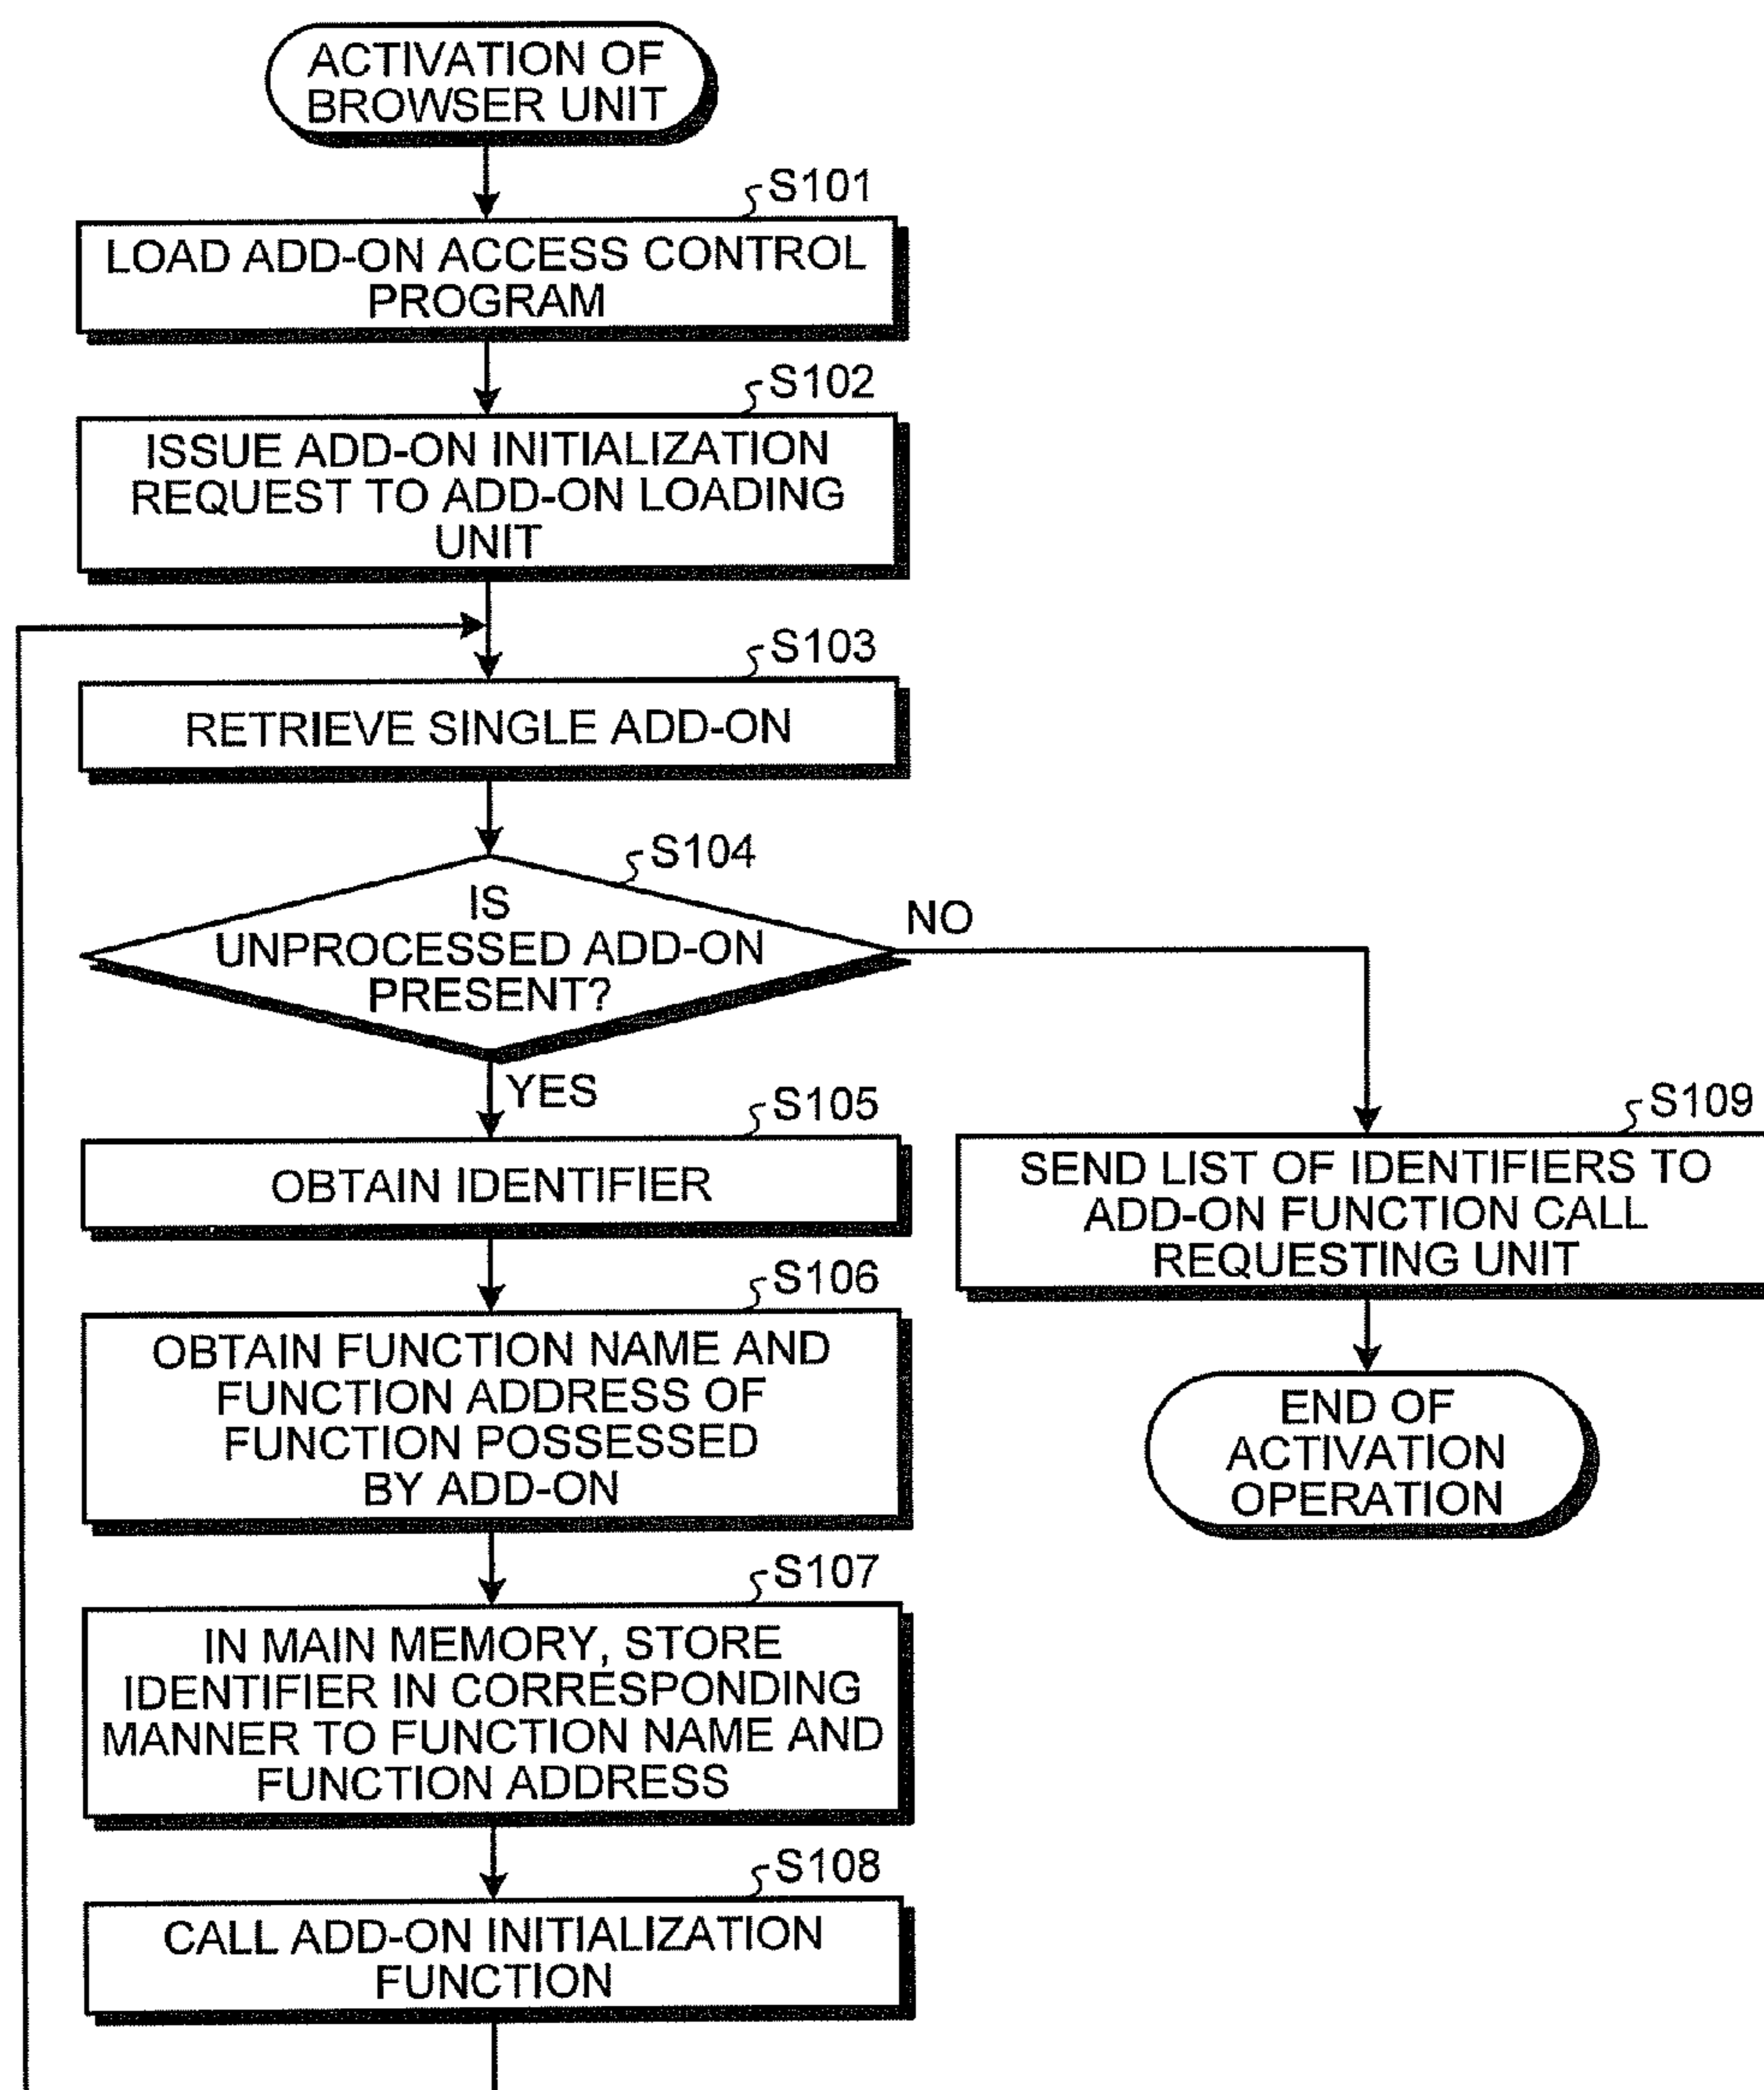 ACTIVATION OF
BROWSER UNIT
S101
LOAD ADD-ON ACCESS CONTROL
PROGRAM
S102
ISSUE ADD-ON INITIALIZATION
REQUEST TO ADD-ON LOADING
UNIT
S103
RETRIEVE SINGLE ADD-ON
S104
IS
UNPROCESSED ADD-ON
PRESENT?
NO
YES
S105
OBTAIN IDENTIFIER
S106
OBTAIN FUNCTION NAME AND
FUNCTION ADDRESS OF
FUNCTION POSSESSED
BY ADD-ON
S107
IN MAIN MEMORY, STORE
IDENTIFIER IN CORRESPONDING
MANNER TO FUNCTION NAME AND
FUNCTION ADDRESS
S108
CALL ADD-ON INITIALIZATION
FUNCTION
S109
SEND LIST OF IDENTIFIERS TO
ADD-ON FUNCTION CALL
REQUESTING UNIT
END OF
ACTIVATION
OPERATION